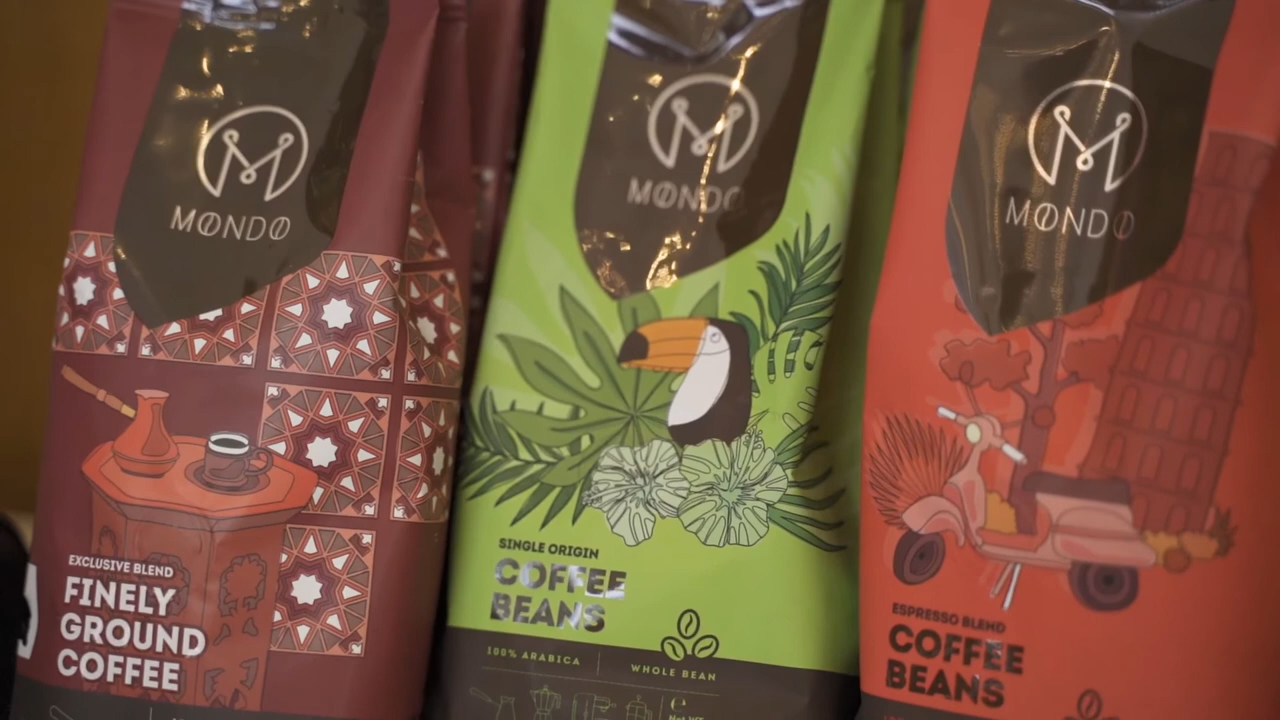 MONDO
EXCLUSIVE BLEND
FINELY
GROUND
COFFEE
MONDO
SINGLE ORIGIN
COFFEE
BEANS
100% ARABICA
WHOLE BEAN
MONDO
ESPRESSO BLEND
COFFEE
BEANS